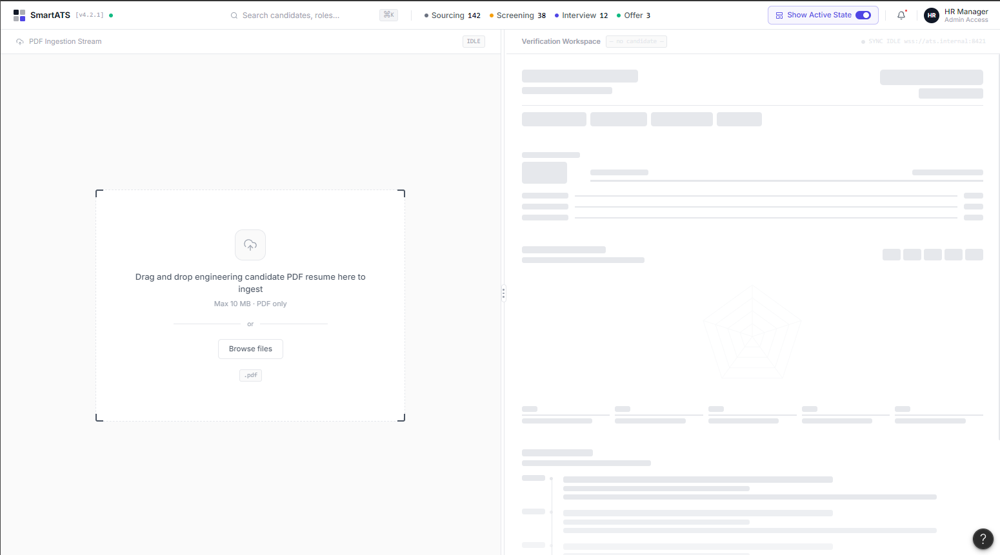 SmartATS [v4.2.1]
Search candidates, roles... ⌘K
Sourcing 142 Screening 38 Interview 12 Offer 3
Show Active State
HR
HR Manager
Admin Access
PDF Ingestion Stream
IDLE
Verification Workspace
— no candidate —
SYNC IDLE wss://ats.internal:8421
Drag and drop engineering candidate PDF resume here to
ingest
Max 10 MB · PDF only
or
Browse files
.pdf
?